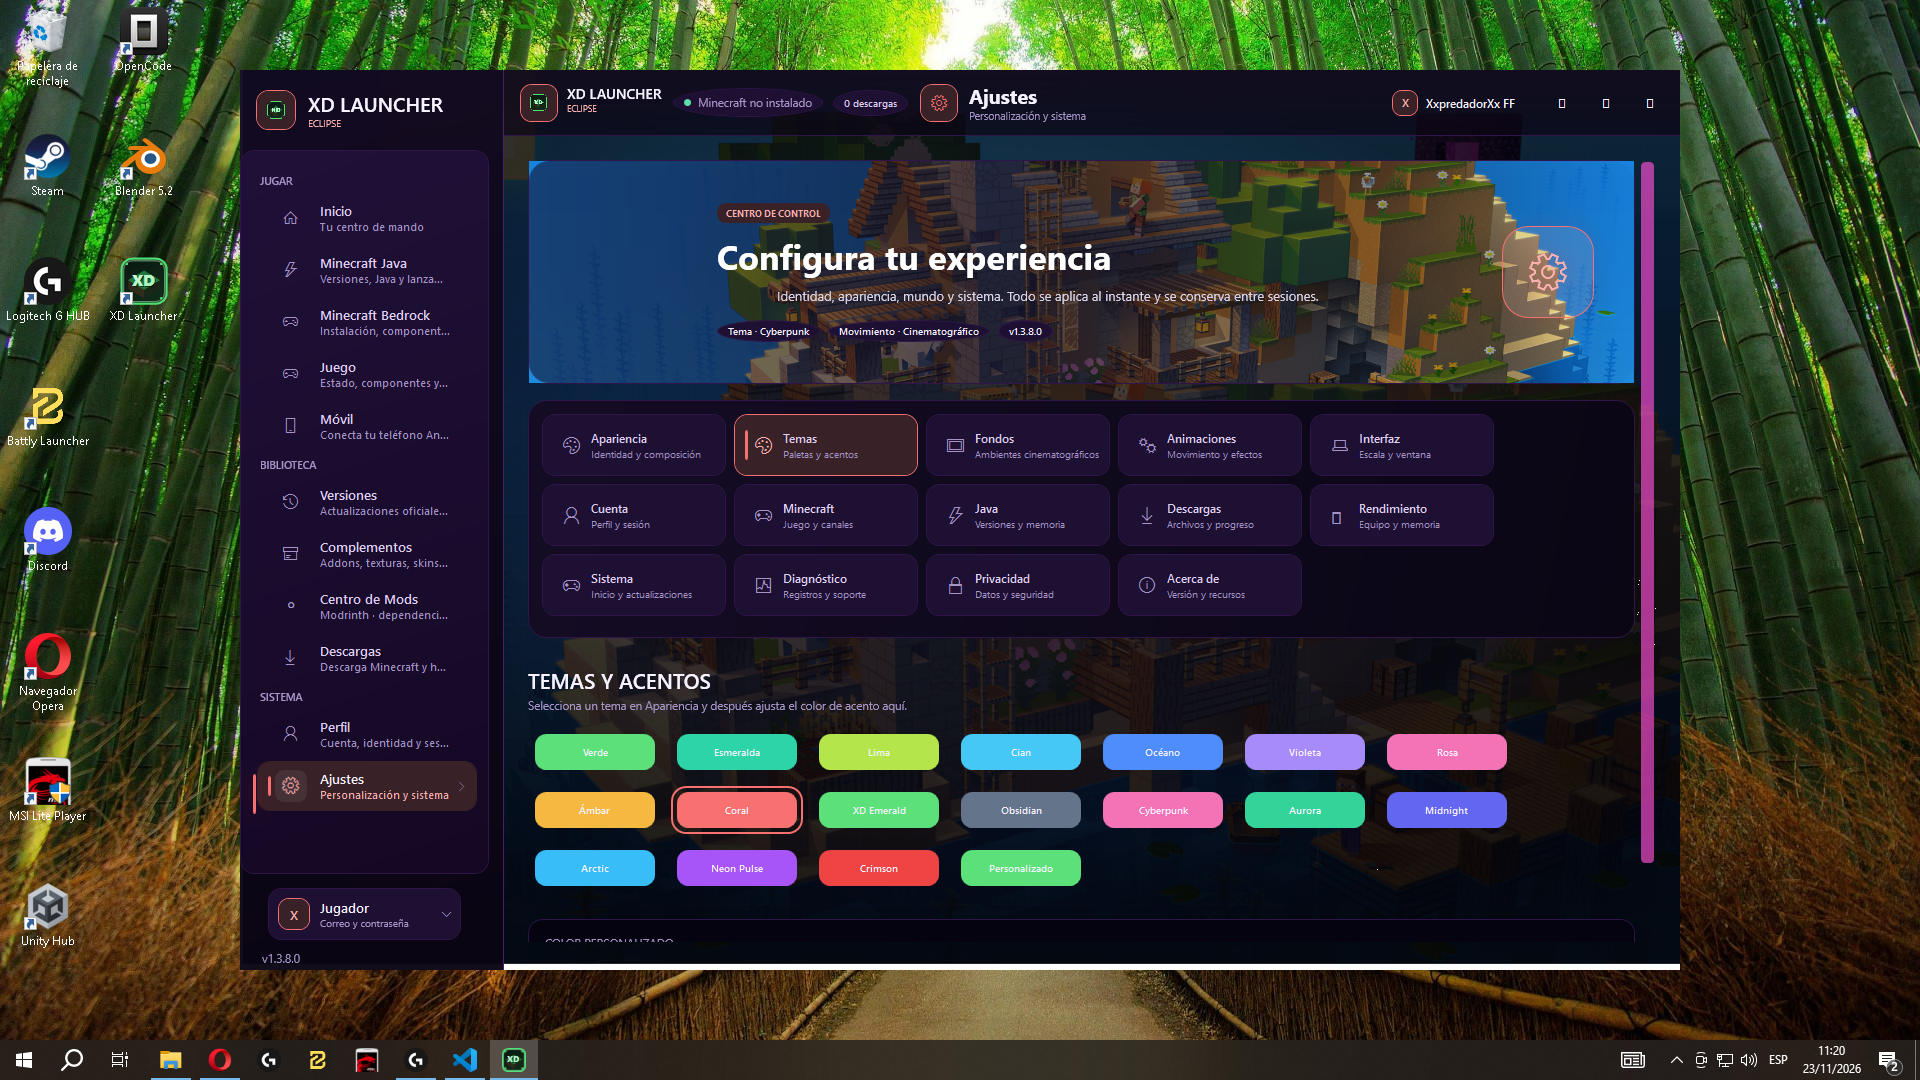 Papelera de
reciclaje
OpenCode
Steam
Blender 5.2
Logitech G HUB
XD
XD Launcher
Battly Launcher
Discord
Navegador
Opera
MSI Lite Player
Unity Hub
XD
XD LAUNCHER
ECLIPSE
JUGAR
Inicio
Tu centro de mando
Minecraft Java
Versiones, Java y lanza...
Minecraft Bedrock
Instalación, component...
Juego
Estado, componentes y...
Móvil
Conecta tu teléfono An...
BIBLIOTECA
Versiones
Actualizaciones oficiale...
Complementos
Addons, texturas, skins...
Centro de Mods
Modrinth · dependenci...
Descargas
Descarga Minecraft y h...
SISTEMA
Perfil
Cuenta, identidad y ses...
Ajustes
Personalización y sistema
X
Jugador
Correo y contraseña
v1.3.8.0
XD
XD LAUNCHER
ECLIPSE
Minecraft no instalado
0 descargas
Ajustes
Personalización y sistema
X
XxpredadorXx FF
CENTRO DE CONTROL
Configura tu experiencia
Identidad, apariencia, mundo y sistema. Todo se aplica al instante y se conserva entre sesiones.
Tema · Cyberpunk
Movimiento · Cinematográfico
v1.3.8.0
Apariencia
Identidad y composición
Temas
Paletas y acentos
Fondos
Ambientes cinematográficos
Animaciones
Movimiento y efectos
Interfaz
Escala y ventana
Cuenta
Perfil y sesión
Minecraft
Juego y canales
Java
Versiones y memoria
Descargas
Archivos y progreso
Rendimiento
Equipo y memoria
Sistema
Inicio y actualizaciones
Diagnóstico
Registros y soporte
Privacidad
Datos y seguridad
Acerca de
Versión y recursos
TEMAS Y ACENTOS
Selecciona un tema en Apariencia y después ajusta el color de acento aquí.
Verde
Esmeralda
Lima
Cian
Océano
Violeta
Rosa
Ámbar
Coral
XD Emerald
Obsidian
Cyberpunk
Aurora
Midnight
Arctic
Neon Pulse
Crimson
Personalizado
COLOR PERSONALIZADO
XD
ESP
11:20
23/11/2026
2